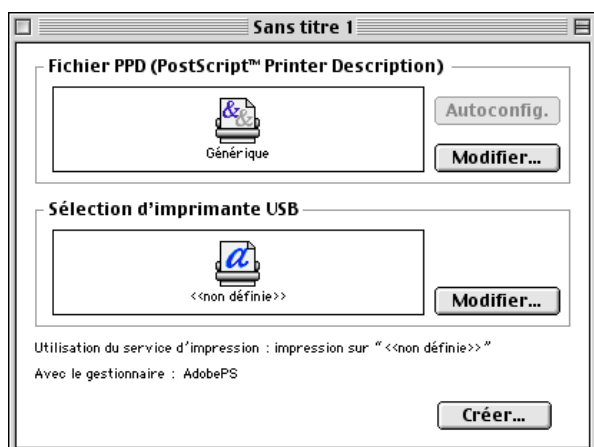 Sans titre 1
Fichier PPD (PostScript™ Printer Description)
Générique
Autoconfig.
Modifier...
Sélection d'imprimante USB
<<non définie>>
Modifier...
Utilisation du service d'impression : impression sur “<<non définie>>”
Avec le gestionnaire : AdobePS
Créer...